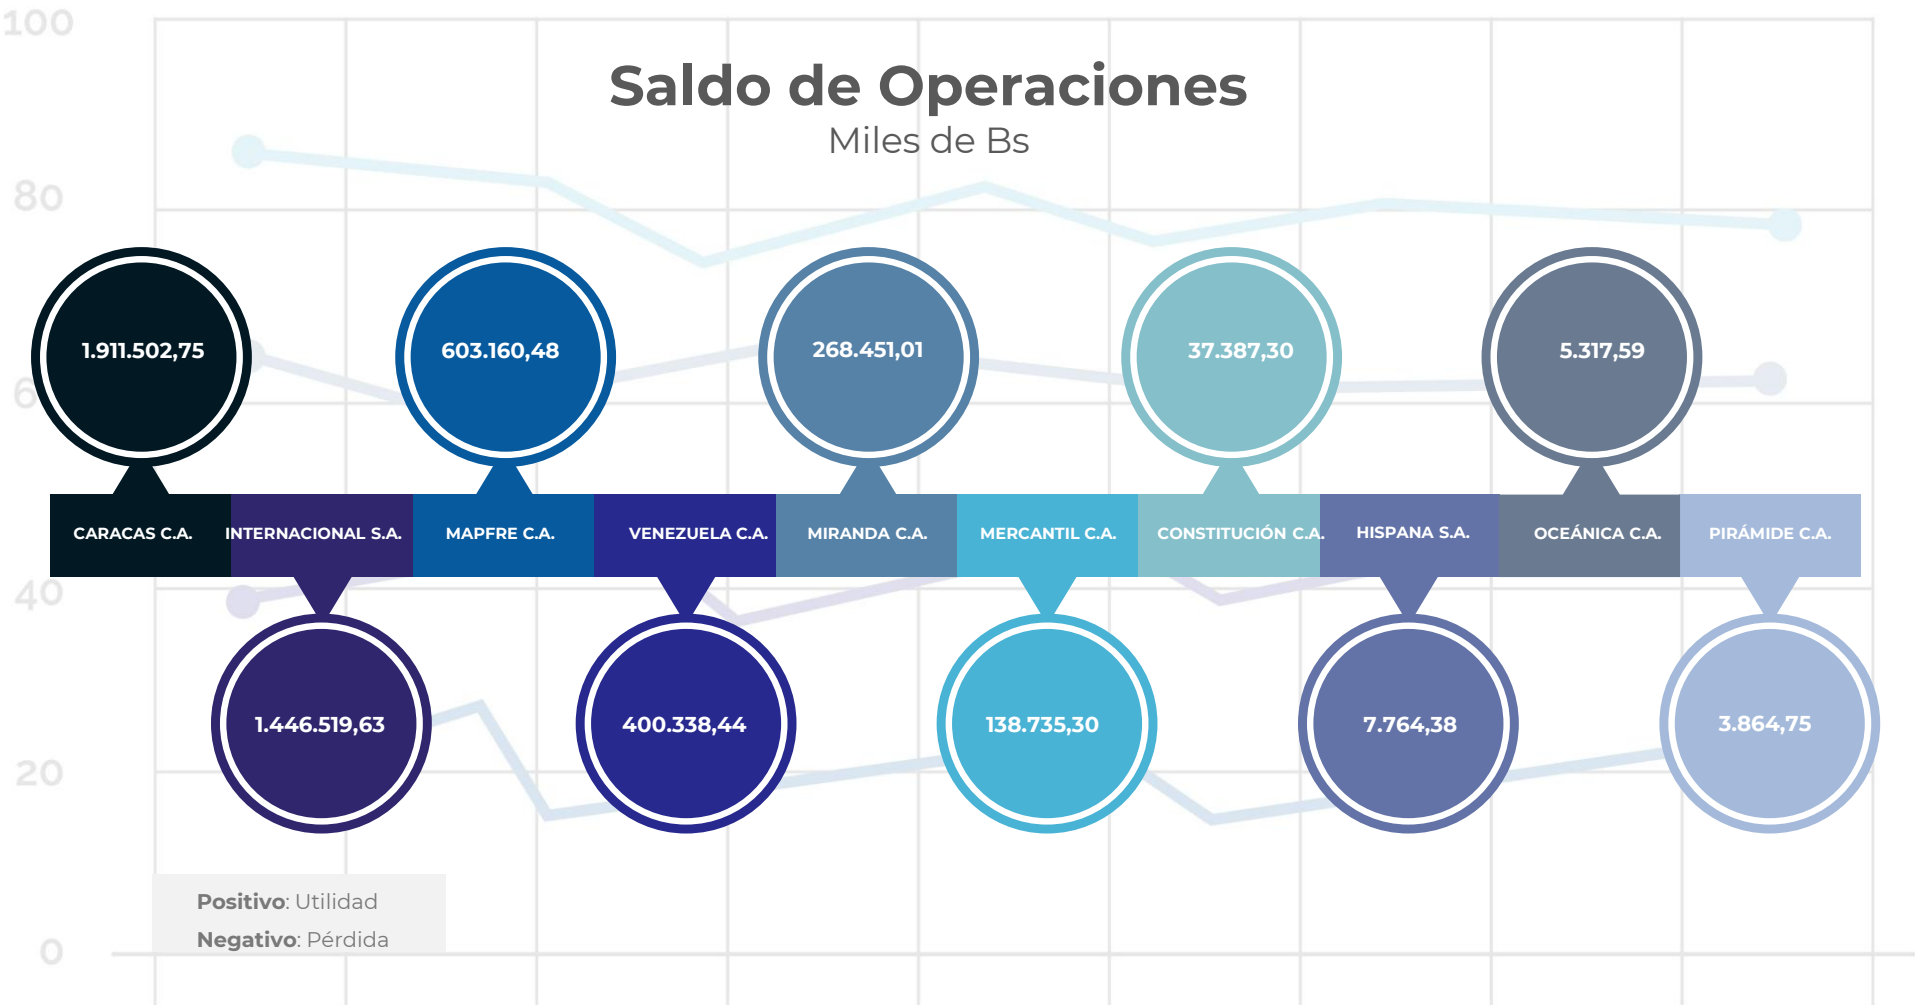 100
Saldo de Operaciones
Miles de Bs
80
1.911.502,75
603.160,48
268.451,01
37.387,30
5.317,59
6
CARACAS C.A.
INTERNACIONAL S.A.
MAPFRE C.A.
VENEZUELA C.A.
MIRANDA C.A.
MERCANTIL C.A.
CONSTITUCIÓN C.A.
HISPANA S.A.
OCEÁNICA C.A.
PIRÁMIDE C.A.
40
1.446.519,63
400.338,44
138.735,30
7.764,38
3.864,75
20
Positivo: Utilidad
Negativo: Pérdida
0